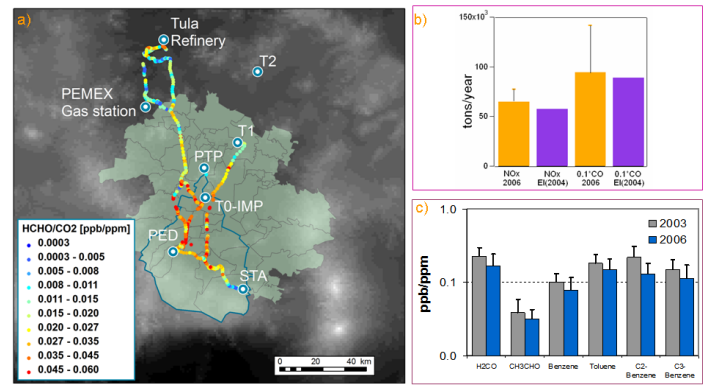 a)
Tula
Refinery
T2
PEMEX
Gas station
T1
PTP
T0-IMP
PED
STA
HCHO/CO2 [ppb/ppm]
0.0003
0.0003 - 0.005
0.005 - 0.008
0.008 - 0.011
0.011 - 0.015
0.015 - 0.020
0.020 - 0.027
0.027 - 0.035
0.035 - 0.045
0.045 - 0.060
0 10 20 40 km
b)
tons/year
150x10³
100
50
0
NOx NOx 0.1*CO 0.1*CO
2006 EI(2004) 2006 EI(2004)
c)
ppb/ppm
1.0
0.1
0.0
2003
2006
H2CO CH3CHO Benzene Toluene C2- C3-
Benzene Benzene